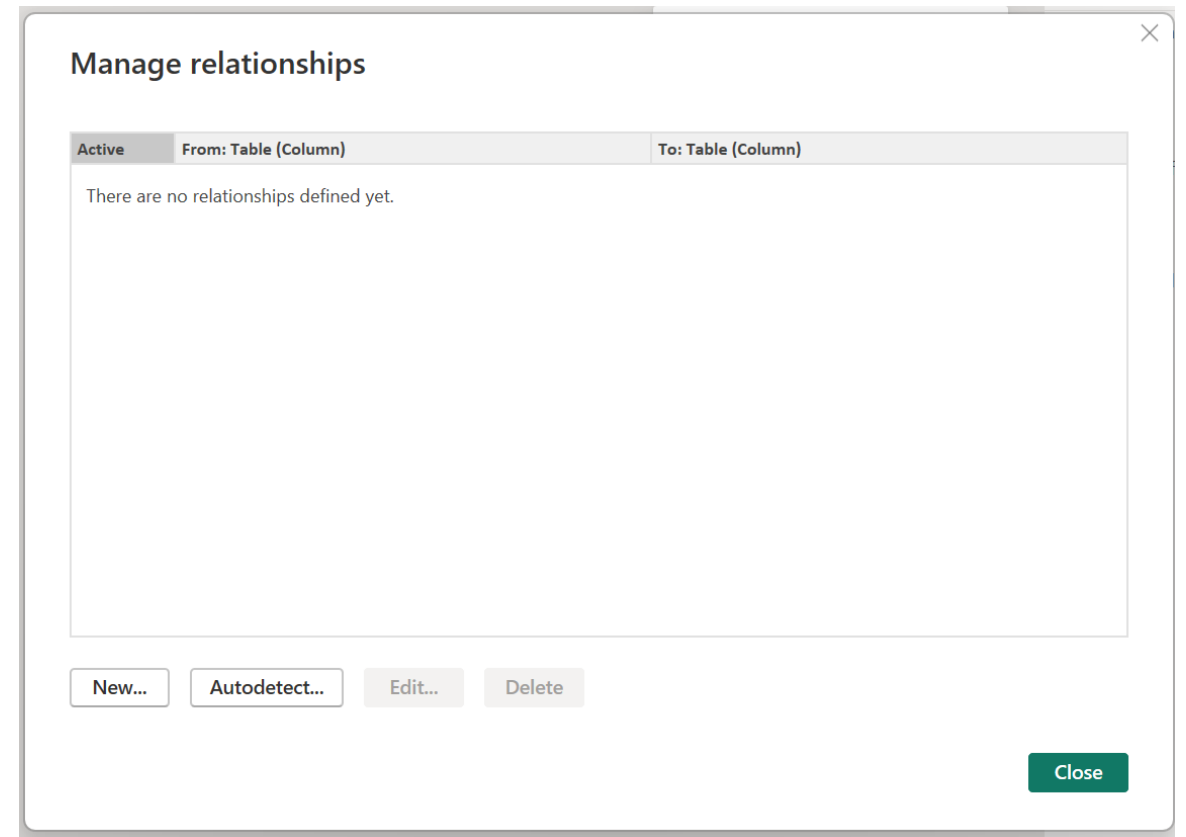 Manage relationships
Active From: Table (Column) To: Table (Column)
There are no relationships defined yet.
New... Autodetect... Edit... Delete
Close